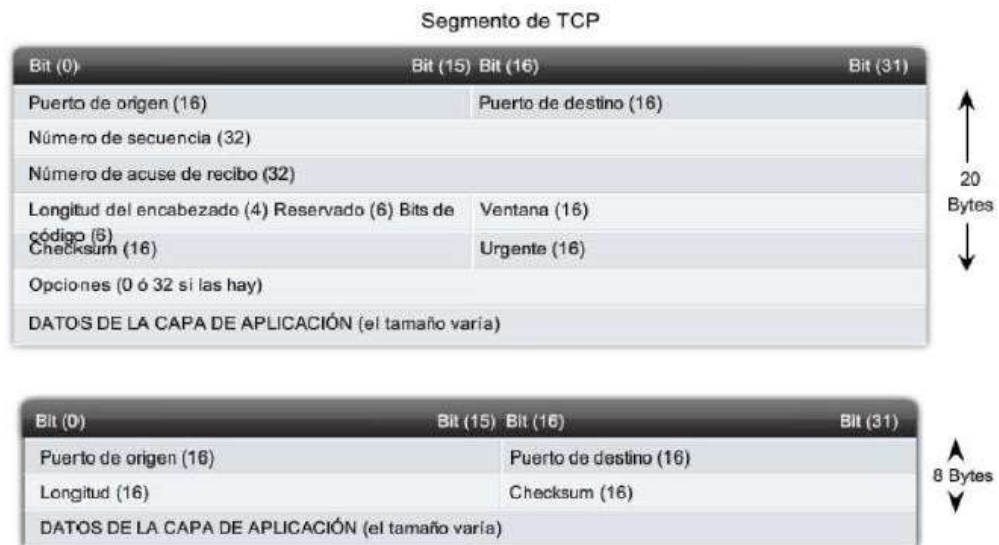 Segmento de TCP
Bit (0) Bit (15) Bit (16) Bit (31)
Puerto de origen (16) Puerto de destino (16)
Número de secuencia (32)
Número de acuse de recibo (32)
Longitud del encabezado (4) Reservado (6) Bits de código (6) Ventana (16)
Checksum (16) Urgente (16)
Opciones (0 ó 32 si las hay)
DATOS DE LA CAPA DE APLICACIÓN (el tamaño varía)
20
Bytes
Bit (0) Bit (15) Bit (16) Bit (31)
Puerto de origen (16) Puerto de destino (16)
Longitud (16) Checksum (16)
DATOS DE LA CAPA DE APLICACIÓN (el tamaño varía)
8 Bytes